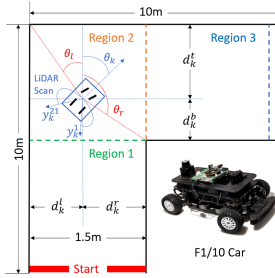 10m
Region 2
Region 3
θ_l
θ_k
d_k^t
LiDAR
Scan
θ_r
y_k^21
y_k^1
d_k^b
10m
Region 1
d_k^l
d_k^r
1.5m
F1/10 Car
Start